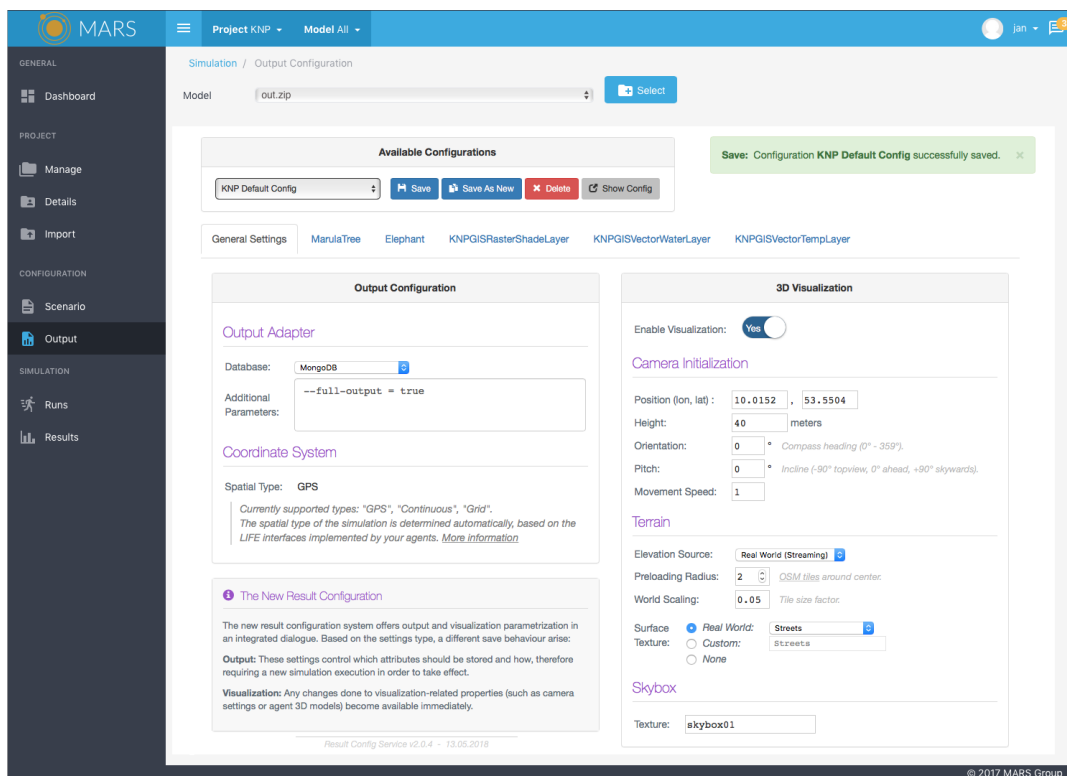 MARS
Project KNP
Model All
jan
3
GENERAL
Dashboard
PROJECT
Manage
Details
Import
CONFIGURATION
Scenario
Output
SIMULATION
Runs
Results
Simulation / Output Configuration
Model
out.zip
Select
Available Configurations
KNP Default Config
Save
Save As New
Delete
Show Config
Save: Configuration KNP Default Config successfully saved.
General Settings
MarulaTree
Elephant
KNPGISRasterShadeLayer
KNPGISVectorWaterLayer
KNPGISVectorTempLayer
Output Configuration
Output Adapter
Database:
MongoDB
Additional
Parameters:
--full-output = true
Coordinate System
Spatial Type: GPS
Currently supported types: "GPS", "Continuous", "Grid".
The spatial type of the simulation is determined automatically, based on the
LIFE interfaces implemented by your agents. More information
The New Result Configuration
The new result configuration system offers output and visualization parametrization in
an integrated dialogue. Based on the settings type, a different save behaviour arise:
Output: These settings control which attributes should be stored and how, therefore
requiring a new simulation execution in order to take effect.
Visualization: Any changes done to visualization-related properties (such as camera
settings or agent 3D models) become available immediately.
Result Config Service v2.0.4 - 13.05.2018
3D Visualization
Enable Visualization: Yes
Camera Initialization
Position (lon, lat) : 10.0152 , 53.5504
Height: 40 meters
Orientation: 0 ° Compass heading (0° - 359°).
Pitch: 0 ° Incline (-90° topview, 0° ahead, +90° skywards).
Movement Speed: 1
Terrain
Elevation Source: Real World (Streaming)
Preloading Radius: 2 OSM tiles around center.
World Scaling: 0.05 Tile size factor.
Surface
Texture:
Real World: Streets
Custom: Streets
None
Skybox
Texture: skybox01
© 2017 MARS Group